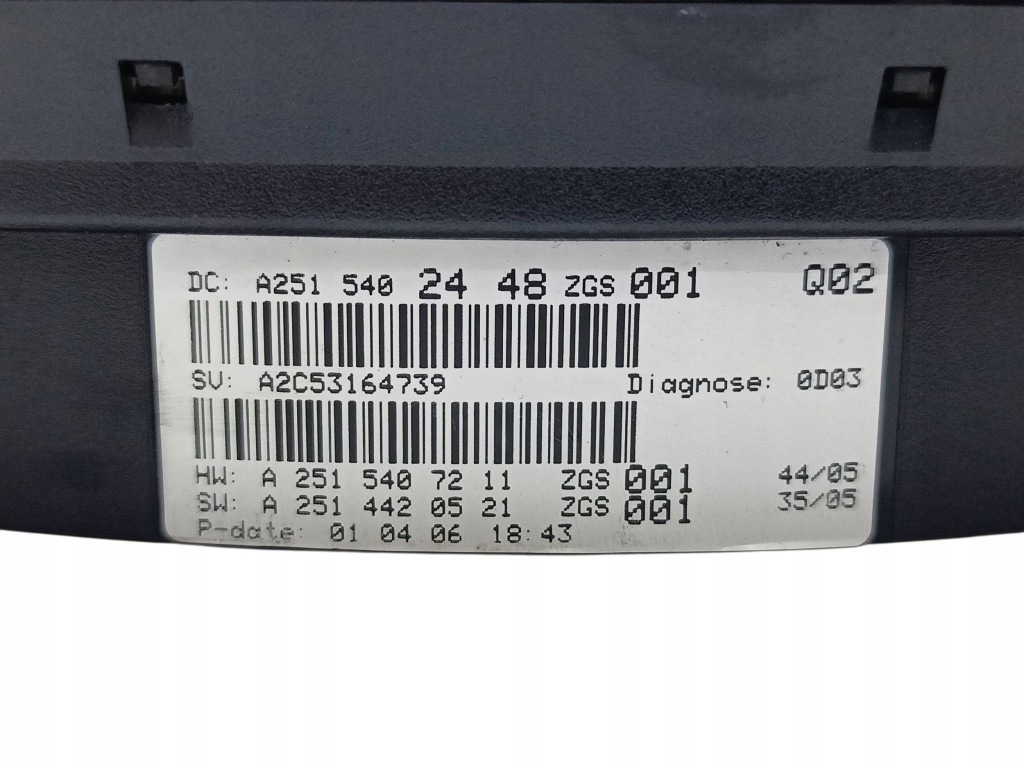 DC: A251 540 24 48 ZGS 001 Q02
SV: A2C53164739 Diagnose: 0D03
HW: A 251 540 72 11 ZGS 001 44/05
SW: A 251 442 05 21 ZGS 001 35/05
P-date: 01 04 06 18:43